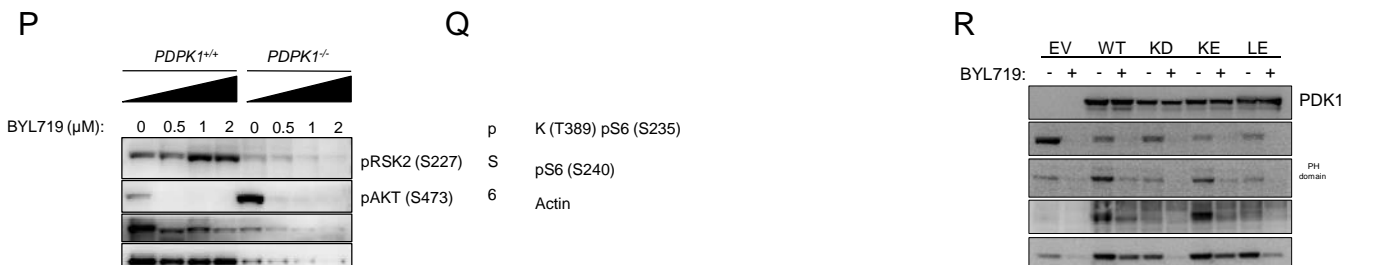 P
PDPK1+/+ PDPK1-/-
BYL719 (µM): 0 0.5 1 2 0 0.5 1 2
pRSK2 (S227)
pAKT (S473)
Q
p K (T389) pS6 (S235)
S pS6 (S240)
6 Actin
R
EV WT KD KE LE
BYL719: - + - + - + - + - +
PDK1
PH
domain